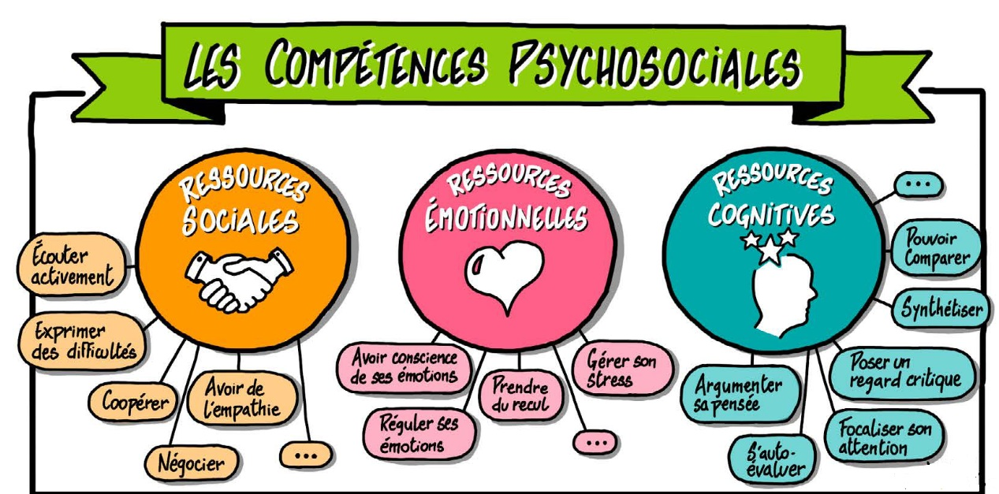 LES COMPÉTENCES PSYCHOSOCIALES
RESSOURCES
SOCIALES
Écouter
activement
Exprimer
des difficultés
Coopérer
Négocier
Avoir de
l'empathie
...
RESSOURCES
ÉMOTIONNELLES
Avoir conscience
de ses émotions
Réguler ses
émotions
Prendre
du recul
...
Gérer son
stress
RESSOURCES
COGNITIVES
...
Pouvoir
Comparer
Synthétiser
Poser un
regard critique
Focaliser son
attention
S'auto-
évaluer
Argumenter
sa pensée